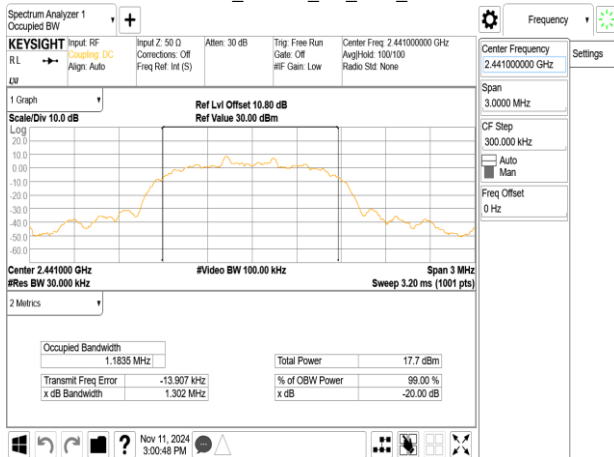 Spectrum Analyzer 1
Occupied BW
+
Frequency
KEYSIGHT
RL
Input: RF
Coupling: DC
Align: Auto
Input Z: 50 Ω
Corrections: Off
Freq Ref: Int (S)
Atten: 30 dB
Trig: Free Run
Gate: Off
#IF Gain: Low
Center Freq: 2.441000000 GHz
Avg|Hold: 100/100
Radio Std: None
Center Frequency
2.441000000 GHz
Settings
Span
3.0000 MHz
CF Step
300.000 kHz
Auto
Man
Freq Offset
0 Hz
1 Graph
Scale/Div 10.0 dB
Ref Lvl Offset 10.80 dB
Ref Value 30.00 dBm
Log
20.0
10.0
0.00
-10.0
-20.0
-30.0
-40.0
-50.0
-60.0
Center 2.441000 GHz
#Res BW 30.000 kHz
#Video BW 100.00 kHz
Span 3 MHz
Sweep 3.20 ms (1001 pts)
2 Metrics
Occupied Bandwidth
1.1835 MHz
Total Power 17.7 dBm
Transmit Freq Error -13.907 kHz
% of OBW Power 99.00 %
x dB Bandwidth 1.302 MHz
x dB -20.00 dB
?
Nov 11, 2024
3:00:48 PM